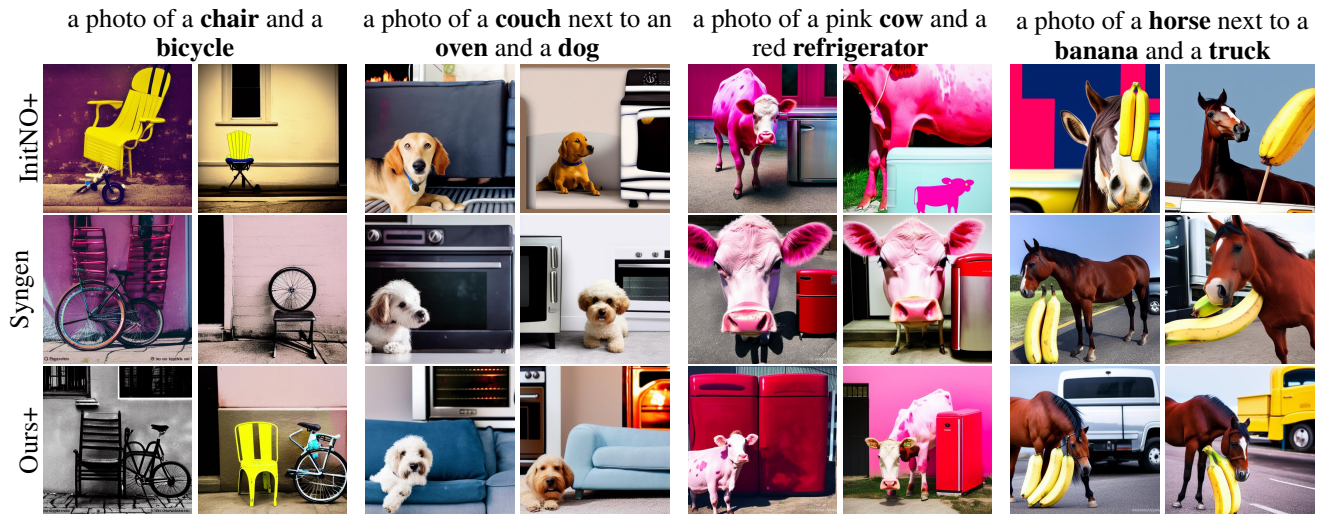 a photo of a chair and a
bicycle
a photo of a couch next to an
oven and a dog
a photo of a pink cow and a
red refrigerator
a photo of a horse next to a
banana and a truck
InitNO+
Syngen
Ours+